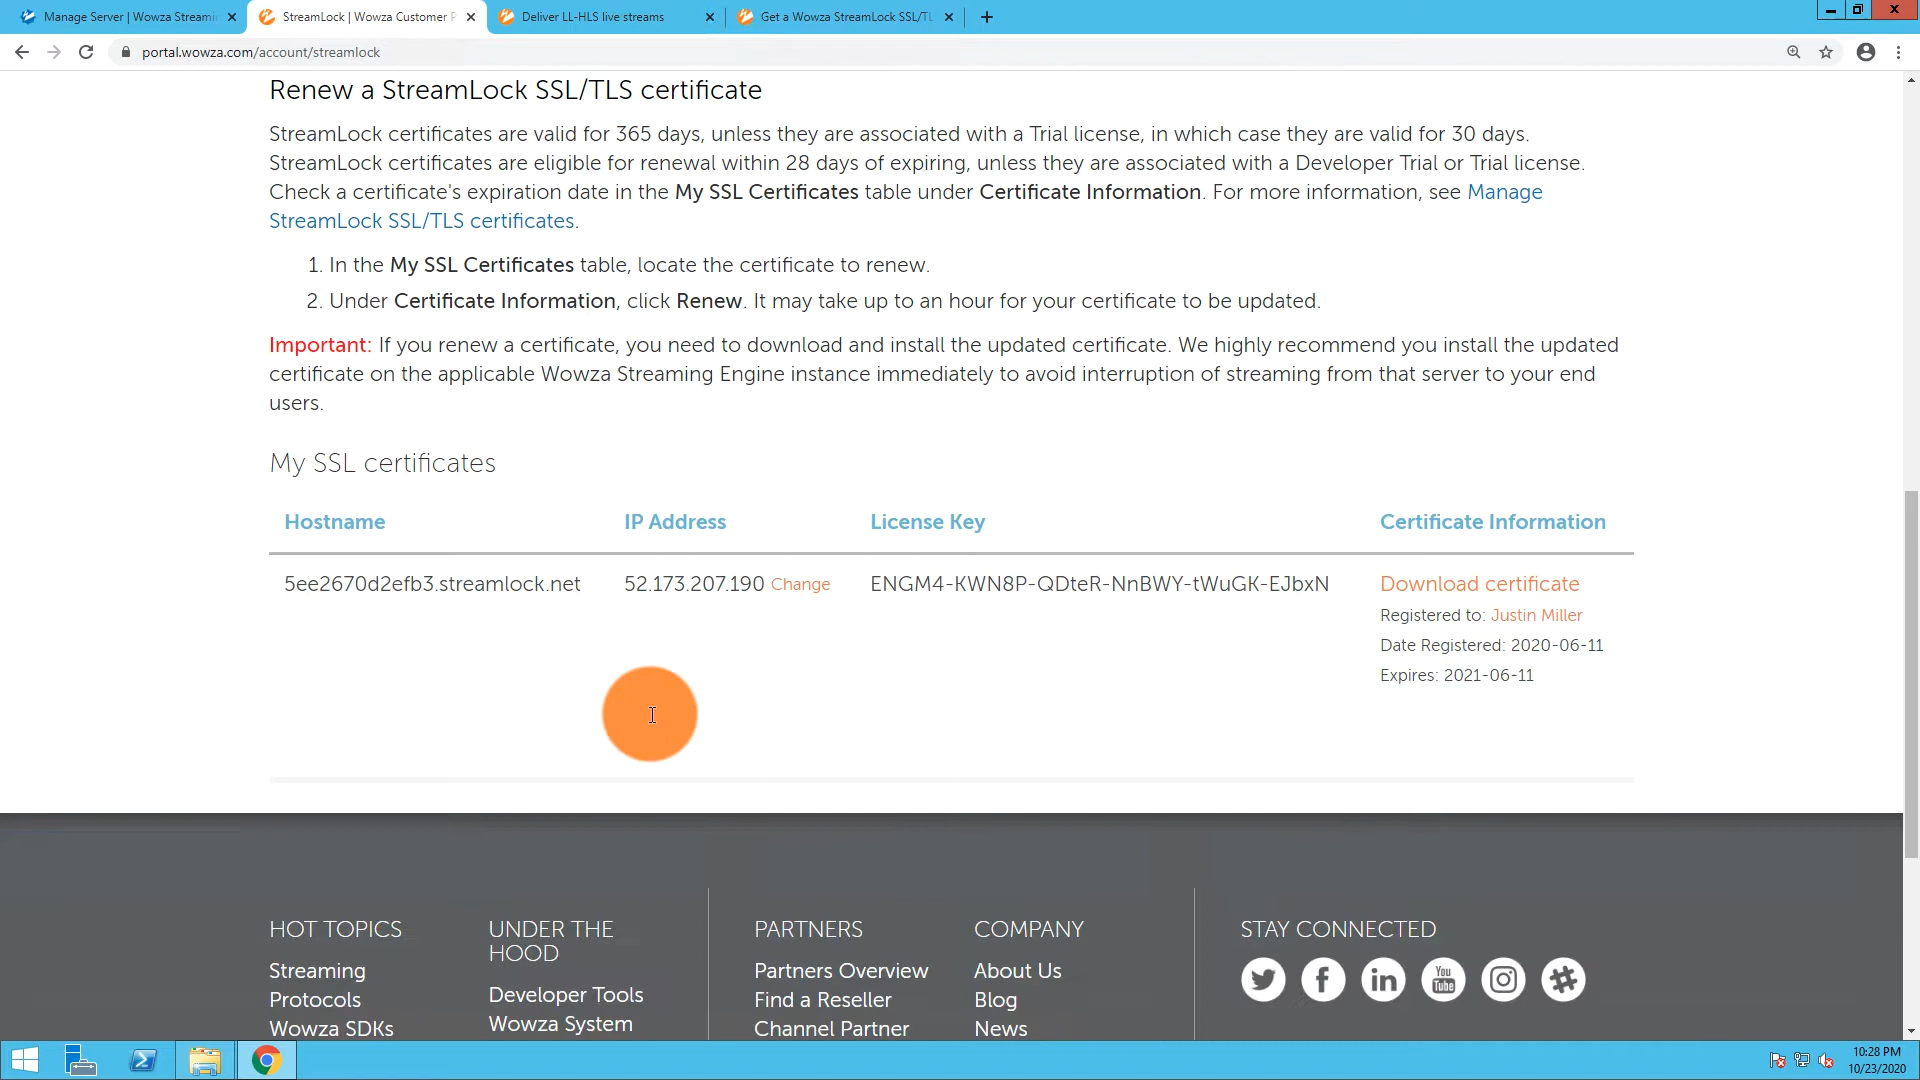 Manage Server | Wowza Streami
StreamLock | Wowza Customer P
Deliver LL-HLS live streams
Get a Wowza StreamLock SSL/TL
portal.wowza.com/account/streamlock
Renew a StreamLock SSL/TLS certificate
StreamLock certificates are valid for 365 days, unless they are associated with a Trial license, in which case they are valid for 30 days.
StreamLock certificates are eligible for renewal within 28 days of expiring, unless they are associated with a Developer Trial or Trial license.
Check a certificate's expiration date in the My SSL Certificates table under Certificate Information. For more information, see Manage
StreamLock SSL/TLS certificates.
1. In the My SSL Certificates table, locate the certificate to renew.
2. Under Certificate Information, click Renew. It may take up to an hour for your certificate to be updated.
Important: If you renew a certificate, you need to download and install the updated certificate. We highly recommend you install the updated
certificate on the applicable Wowza Streaming Engine instance immediately to avoid interruption of streaming from that server to your end
users.
My SSL certificates
Hostname IP Address License Key Certificate Information
5ee2670d2efb3.streamlock.net 52.173.207.190 Change ENGM4-KWN8P-QDteR-NnBWY-tWuGK-EJbxN Download certificate
Registered to: Justin Miller
Date Registered: 2020-06-11
Expires: 2021-06-11
HOT TOPICS
Streaming
Protocols
Wowza SDKs
UNDER THE
HOOD
Developer Tools
Wowza System
PARTNERS
Partners Overview
Find a Reseller
Channel Partner
COMPANY
About Us
Blog
News
STAY CONNECTED
You
Tube
10:28 PM
10/23/2020